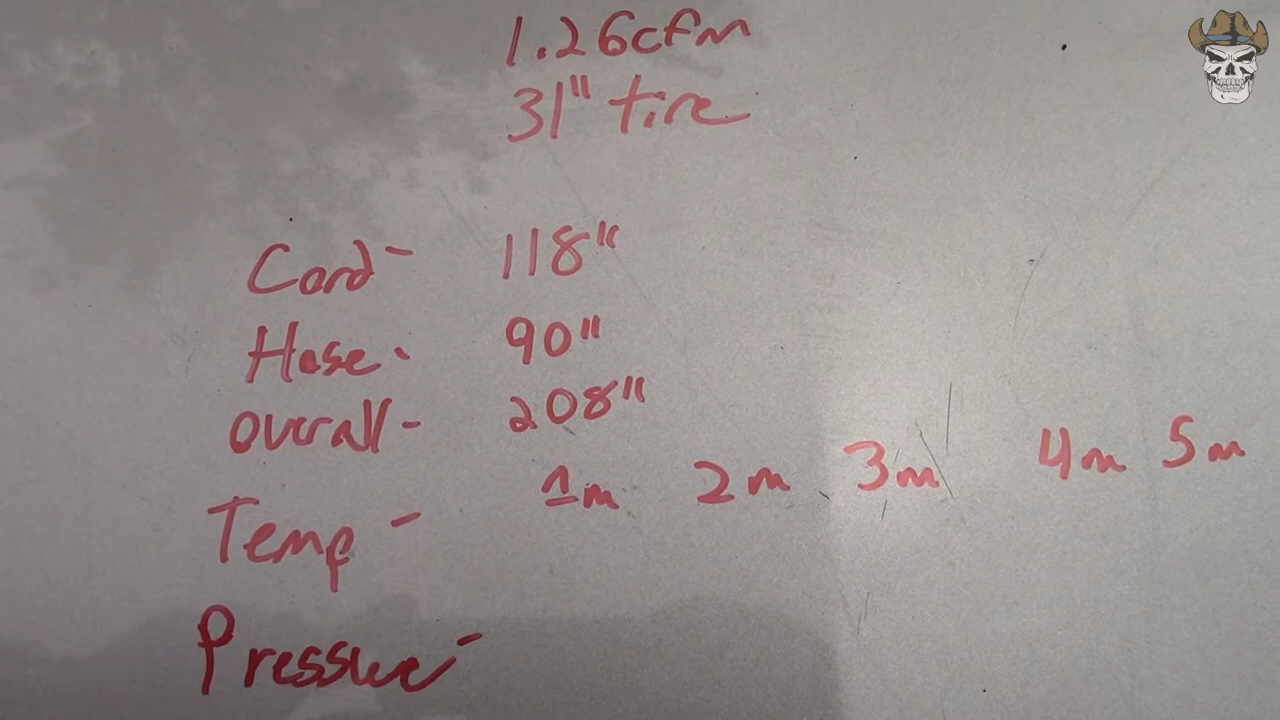 1.26cfm
31" tire
Cord- 118"
Hose- 90"
overall- 208"
1m 2m 3m 4m 5m
Temp-
Pressure-